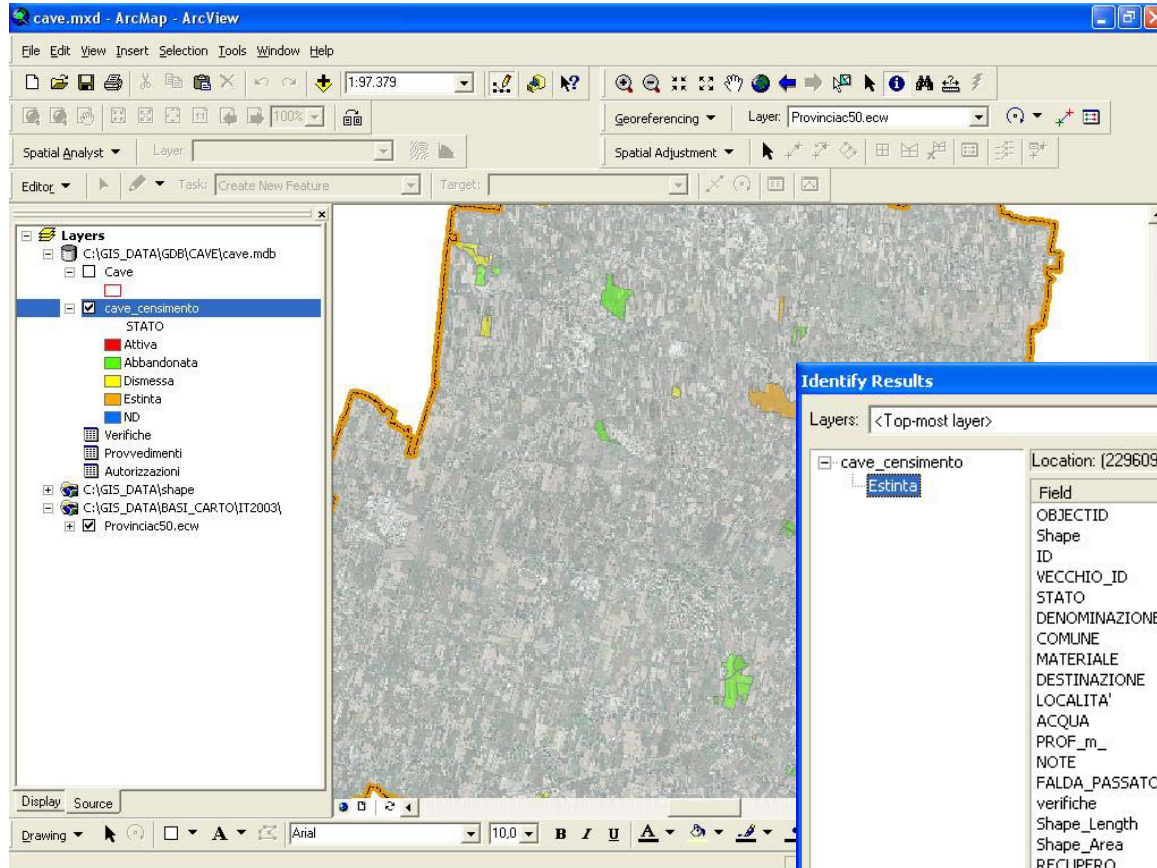 cave.mxd - ArcMap - ArcView
File Edit View Insert Selection Tools Window Help
1:97.379
100%
Georeferencing Layer: Provinciac50.ecw
Spatial Analyst Layer:
Spatial Adjustment
Editor Task: Create New Feature Target:
Layers
C:\GIS_DATA\GDB\CAVE\cave.mdb
Cave
cave_censimento
STATO
Attiva
Abbandonata
Dismessa
Estinta
ND
Verifiche
Provvedimenti
Autorizzazioni
C:\GIS_DATA\shape
C:\GIS_DATA\BASI_CARTO\IT2003\
Provinciac50.ecw
Display Source
Identify Results
Layers: <Top-most layer>
cave_censimento
Estinta
Location: (229609
Field
OBJECTID
Shape
ID
VECCHIO_ID
STATO
DENOMINAZIONE
COMUNE
MATERIALE
DESTINAZIONE
LOCALITA'
ACQUA
PROF_m_
NOTE
FALDA_PASSATO
verifiche
Shape_Length
Shape_Area
RECUPERO
Drawing A Arial 10,0 B I U A